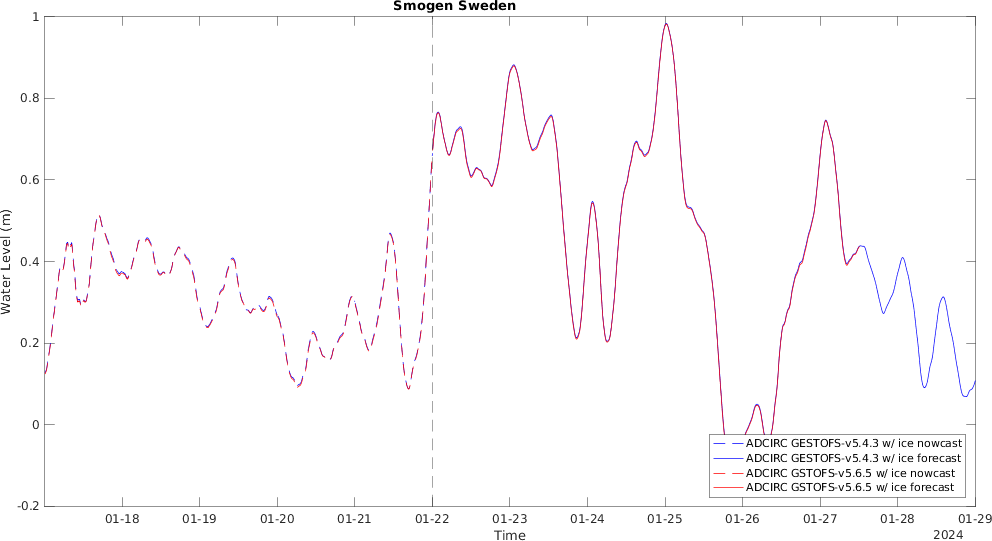 Smogen Sweden
Water Level (m)
1
0.8
0.6
0.4
0.2
0
-0.2
ADCIRC GESTOFS-v5.4.3 w/ ice nowcast
ADCIRC GESTOFS-v5.4.3 w/ ice forecast
ADCIRC GSTOFS-v5.6.5 w/ ice nowcast
ADCIRC GSTOFS-v5.6.5 w/ ice forecast
01-18 01-19 01-20 01-21 01-22 01-23 01-24 01-25 01-26 01-27 01-28 01-29
Time
2024